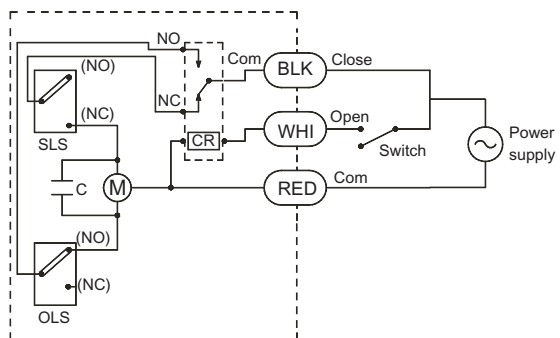 NO
Com
BLK
Close
(NO)
NC
(NC)
CR
WHI
Open
Switch
Power
supply
SLS
C
M
RED
Com
(NO)
(NC)
OLS